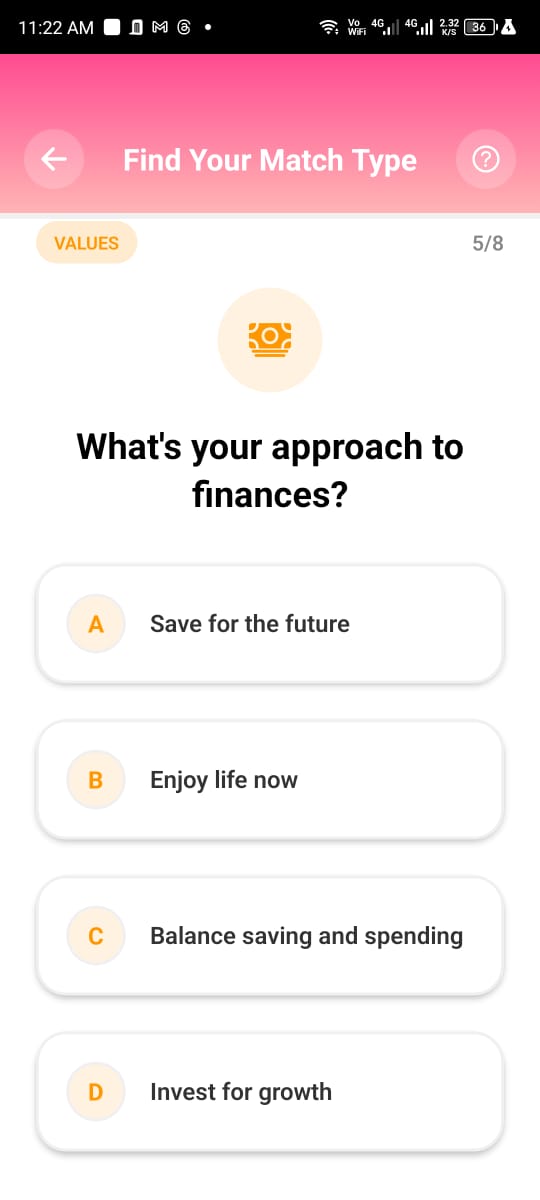 11:22 AM Vo WiFi 4G 4G 2.32 K/S 36
Find Your Match Type
VALUES 5/8
What's your approach to
finances?
A Save for the future
B Enjoy life now
C Balance saving and spending
D Invest for growth